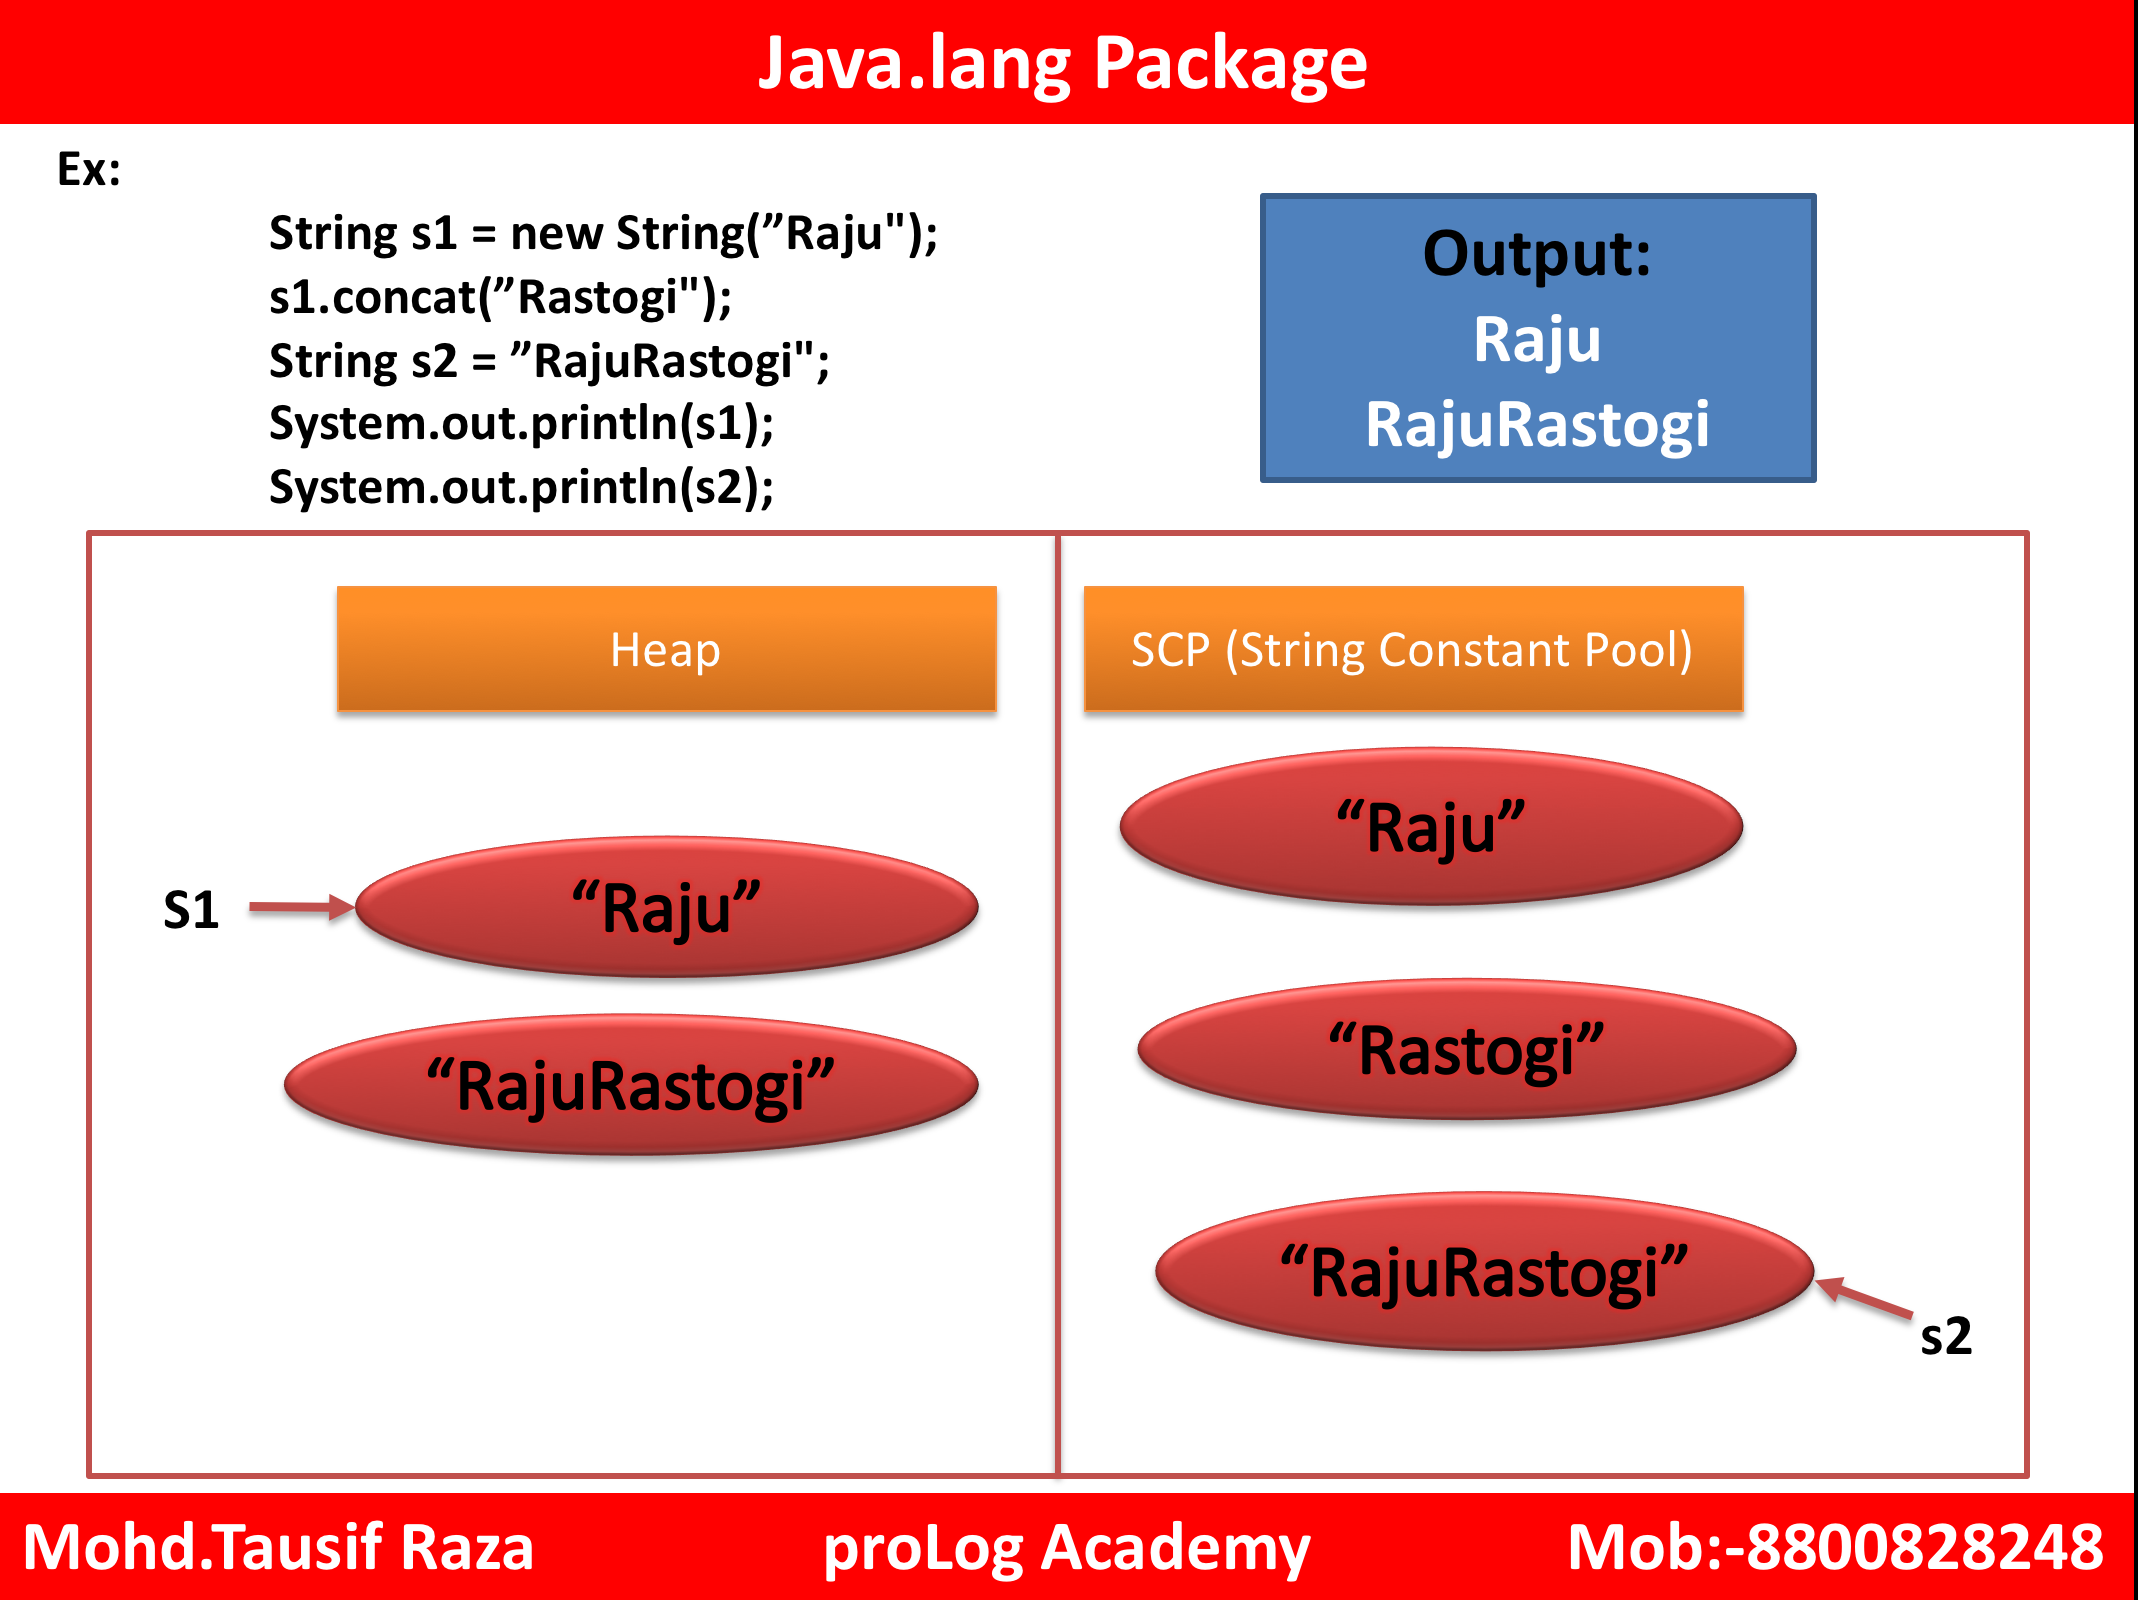 Java.lang Package
Ex:
String s1 = new String(”Raju");
s1.concat(”Rastogi");
String s2 = ”RajuRastogi";
System.out.println(s1);
System.out.println(s2);
Output:
Raju
RajuRastogi
Heap
SCP (String Constant Pool)
“Raju”
S1
“Raju”
“Rastogi”
“RajuRastogi”
“RajuRastogi”
s2
Mohd.Tausif Raza
proLog Academy
Mob:-8800828248